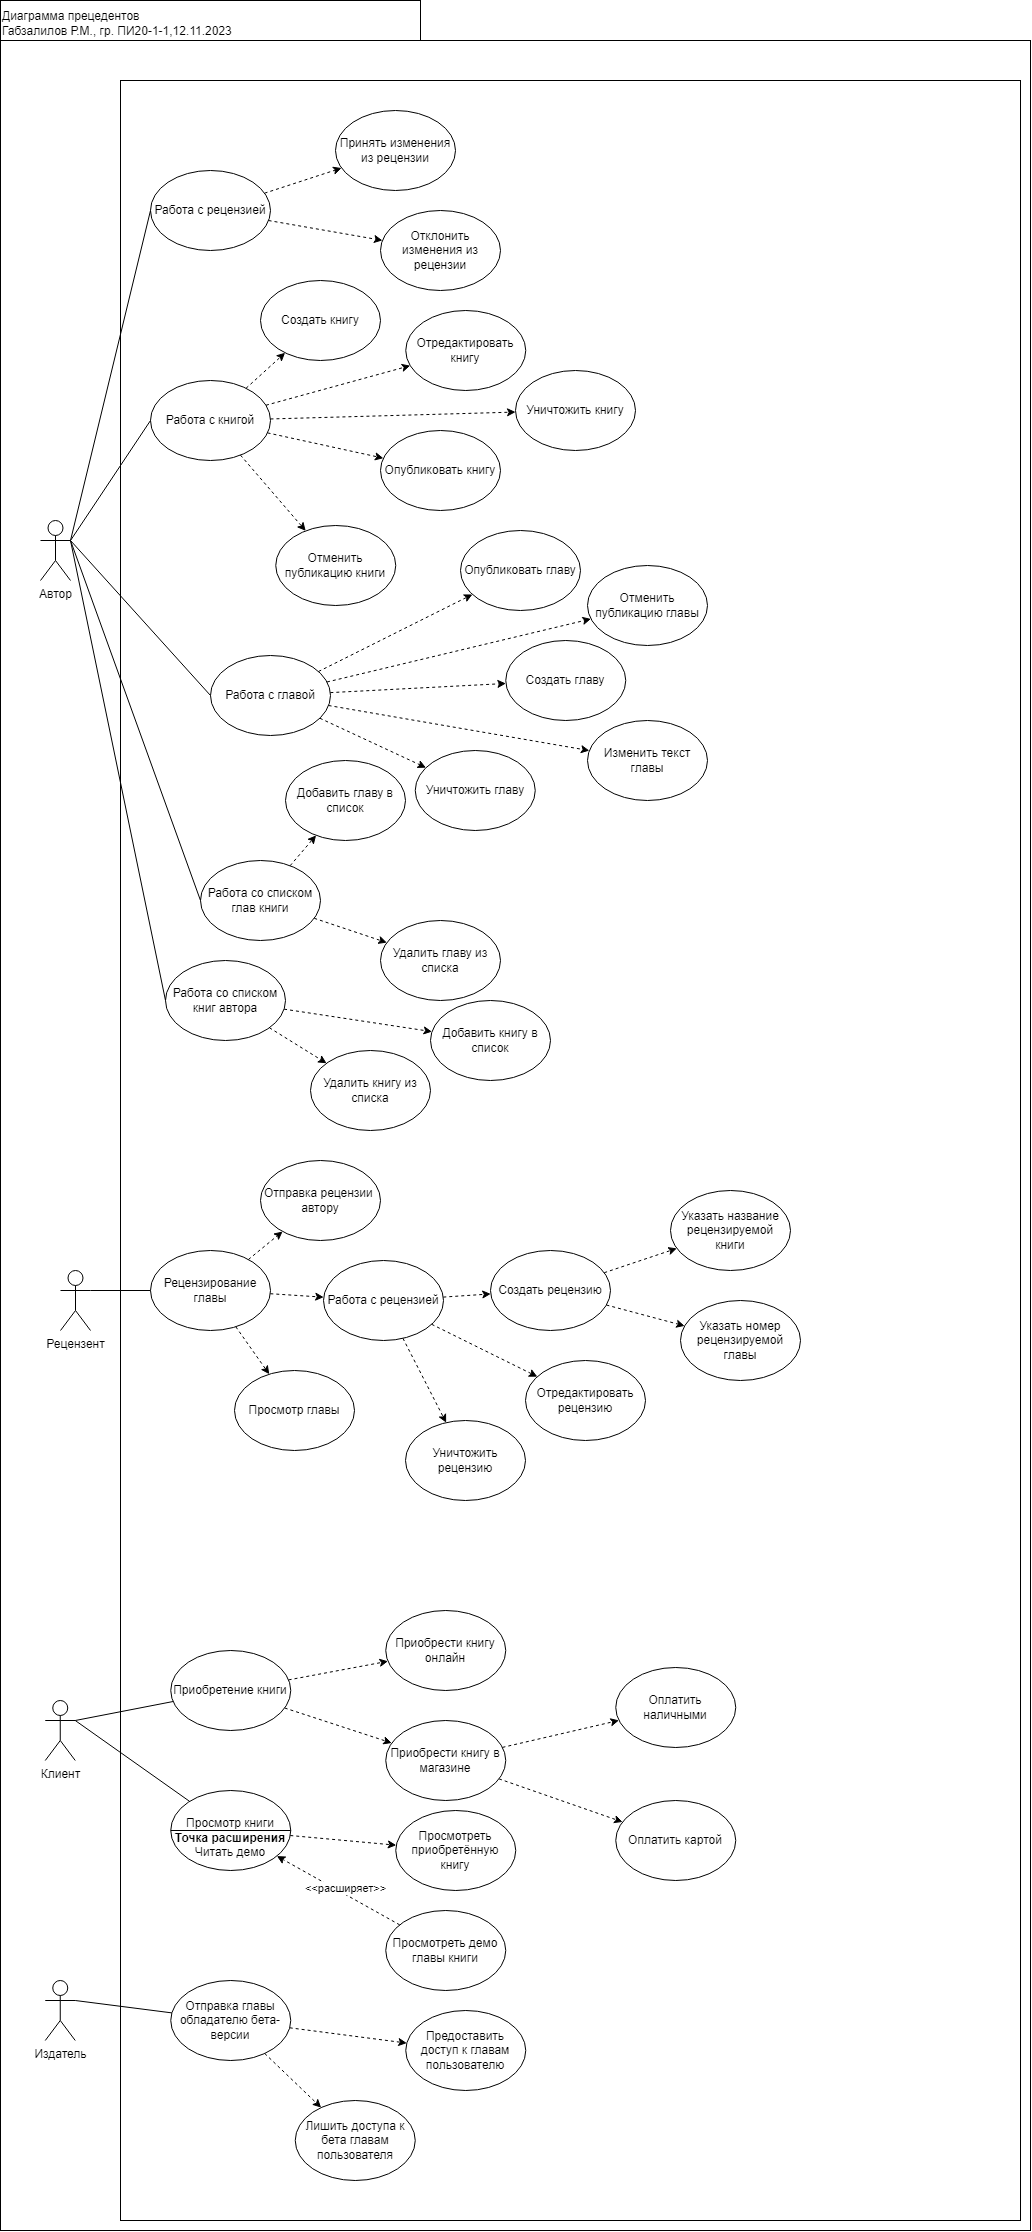 Диаграмма прецедентов
Габзалилов Р.М., гр. ПИ20-1-1,12.11.2023
Принять изменения
из рецензии
Работа с рецензией
Отклонить
изменения из
рецензии
Создать книгу
Отредактировать
книгу
Уничтожить книгу
Работа с книгой
Опубликовать книгу
Отменить
публикацию книги
Автор
Опубликовать главу
Отменить
публикацию главы
Создать главу
Работа с главой
Изменить текст
главы
Уничтожить главу
Добавить главу в
список
Работа со списком
глав книги
Удалить главу из
списка
Работа со списком
книг автора
Добавить книгу в
список
Удалить книгу из
списка
Отправка рецензии
автору
Указать название
рецензируемой
книги
Рецензирование
главы
Работа с рецензией
Создать рецензию
Рецензент
Указать номер
рецензируемой
главы
Просмотр главы
Отредактировать
рецензию
Уничтожить
рецензию
Приобрести книгу
онлайн
Приобретение книги
Оплатить
наличными
Клиент
Приобрести книгу в
магазине
Просмотр книги
Точка расширения
Читать демо
Просмотреть
приобретённую
книгу
Оплатить картой
<<расширяет>>
Просмотреть демо
главы книги
Издатель
Отправка главы
обладателю бета-
версии
Предоставить
доступ к главам
пользователю
Лишить доступа к
бета главам
пользователя